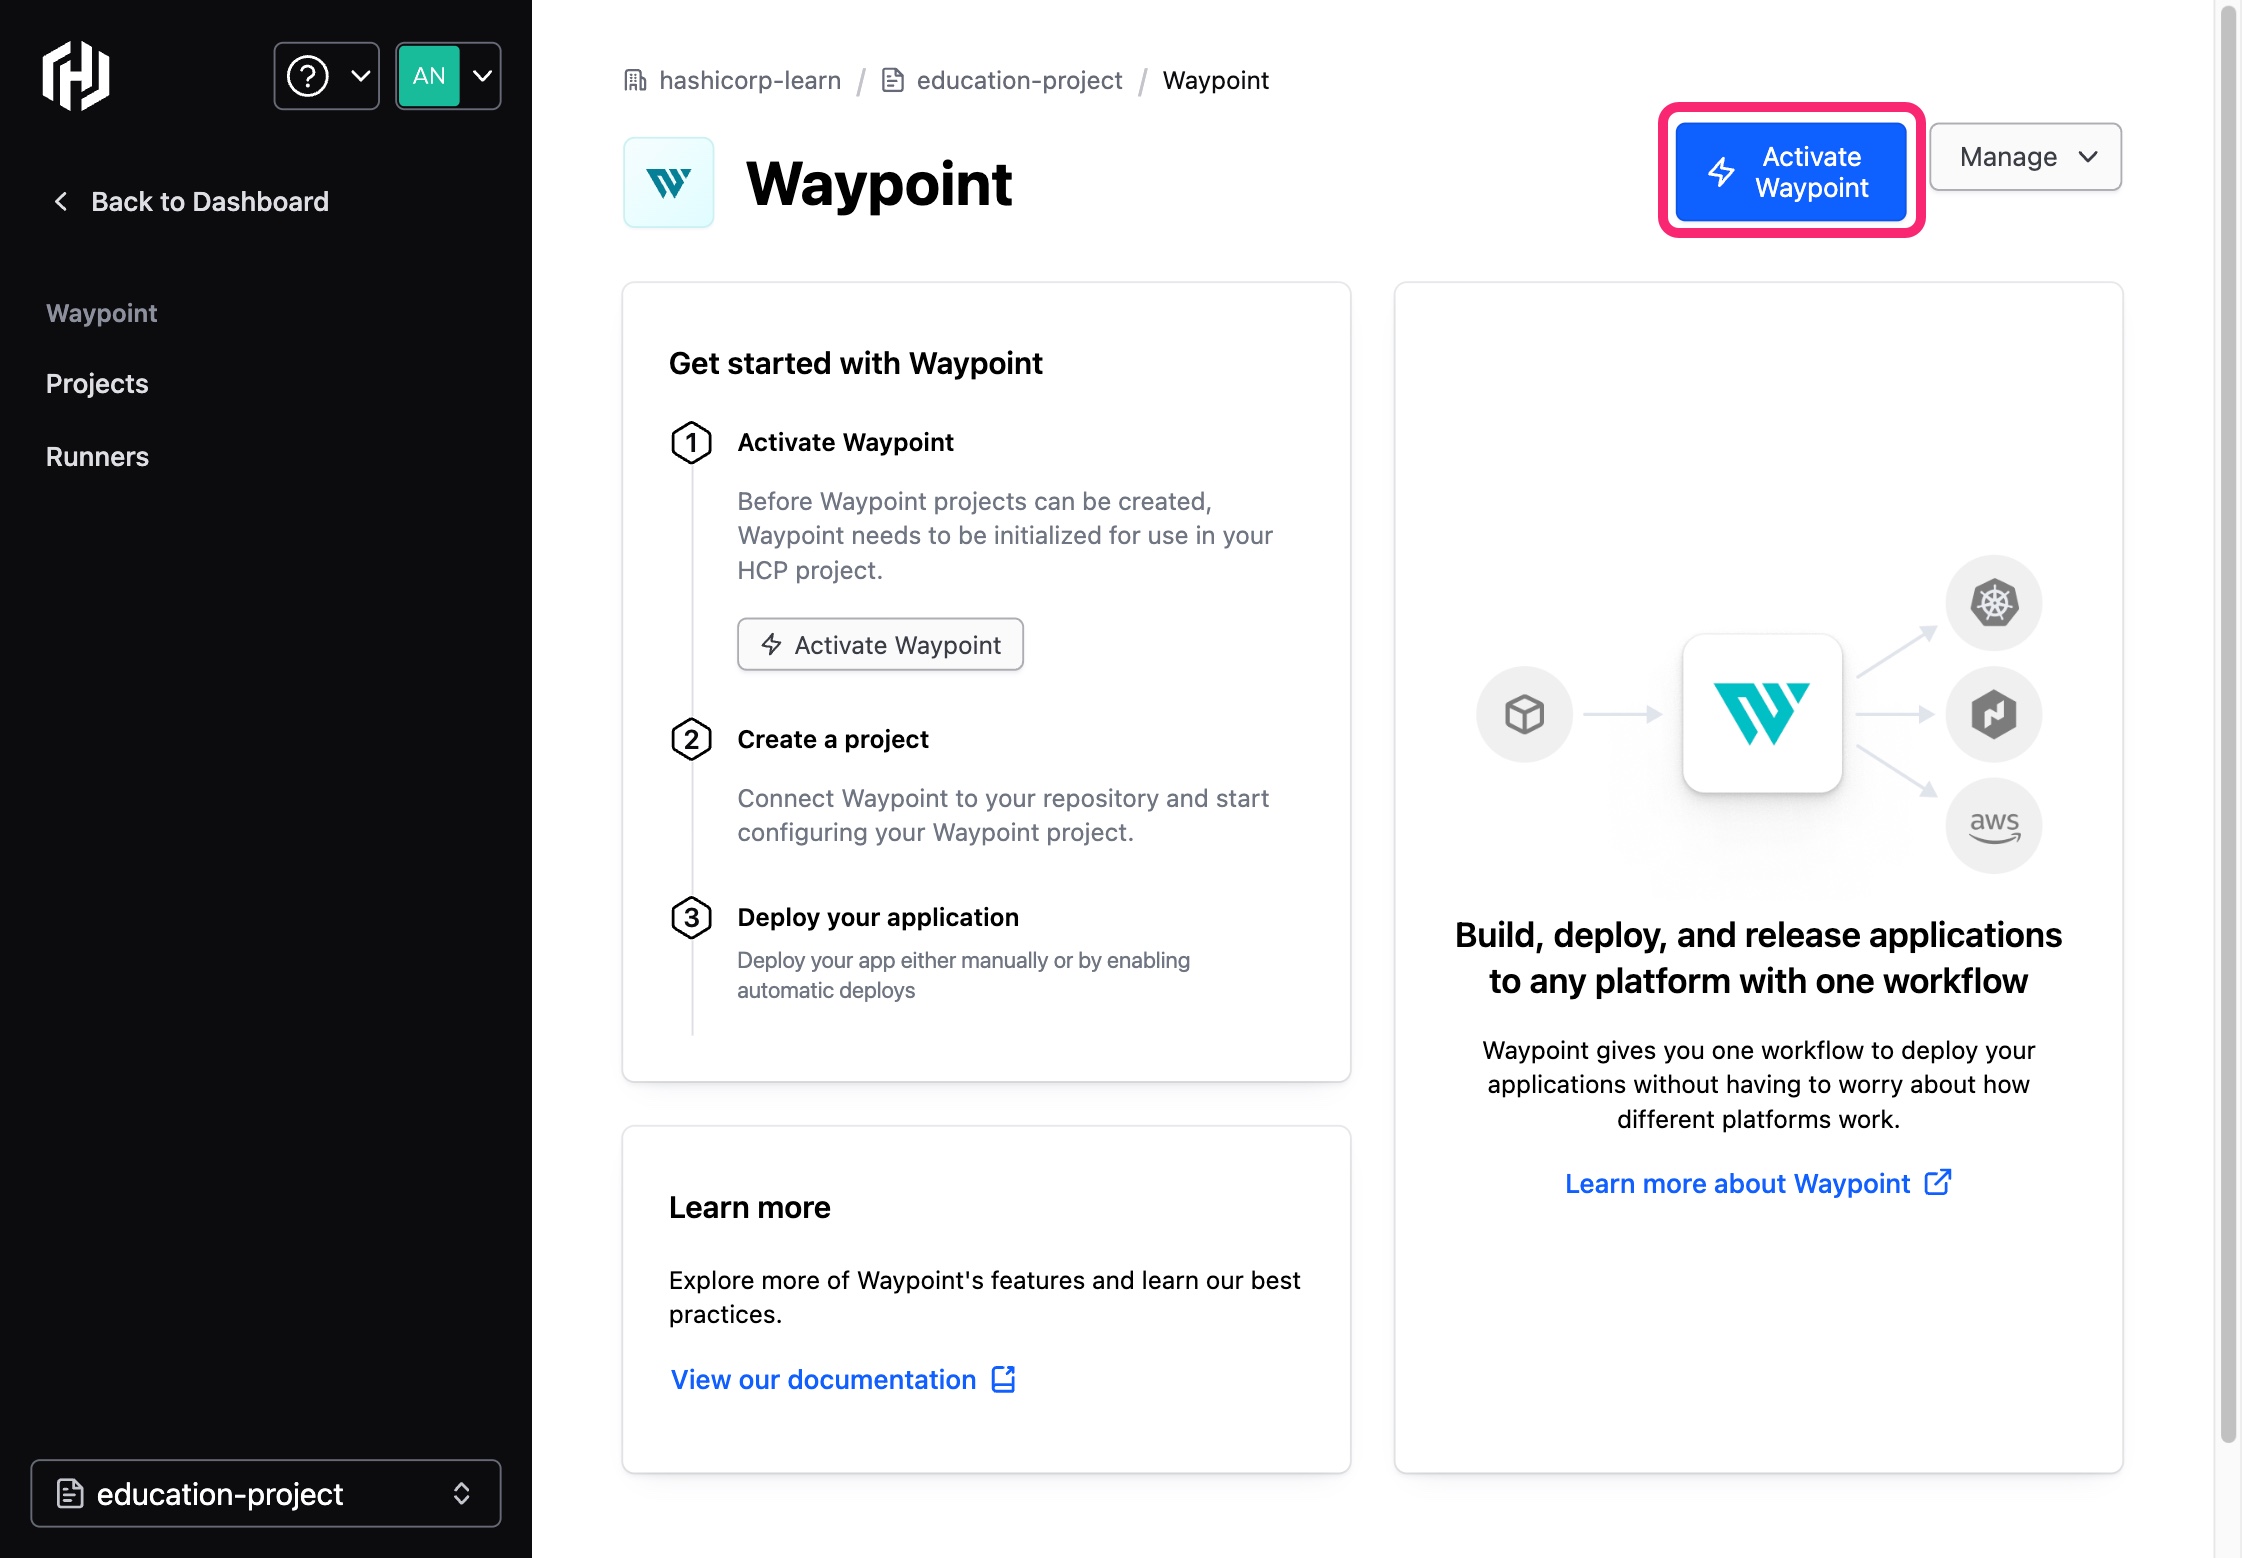 AN
Back to Dashboard
Waypoint
Projects
Runners
education-project
hashicorp-learn / education-project / Waypoint
Waypoint
Activate
Waypoint
Manage
Get started with Waypoint
1 Activate Waypoint
Before Waypoint projects can be created,
Waypoint needs to be initialized for use in your
HCP project.
Activate Waypoint
2 Create a project
Connect Waypoint to your repository and start
configuring your Waypoint project.
3 Deploy your application
Deploy your app either manually or by enabling
automatic deploys
Learn more
Explore more of Waypoint's features and learn our best
practices.
View our documentation
aws
Build, deploy, and release applications
to any platform with one workflow
Waypoint gives you one workflow to deploy your
applications without having to worry about how
different platforms work.
Learn more about Waypoint